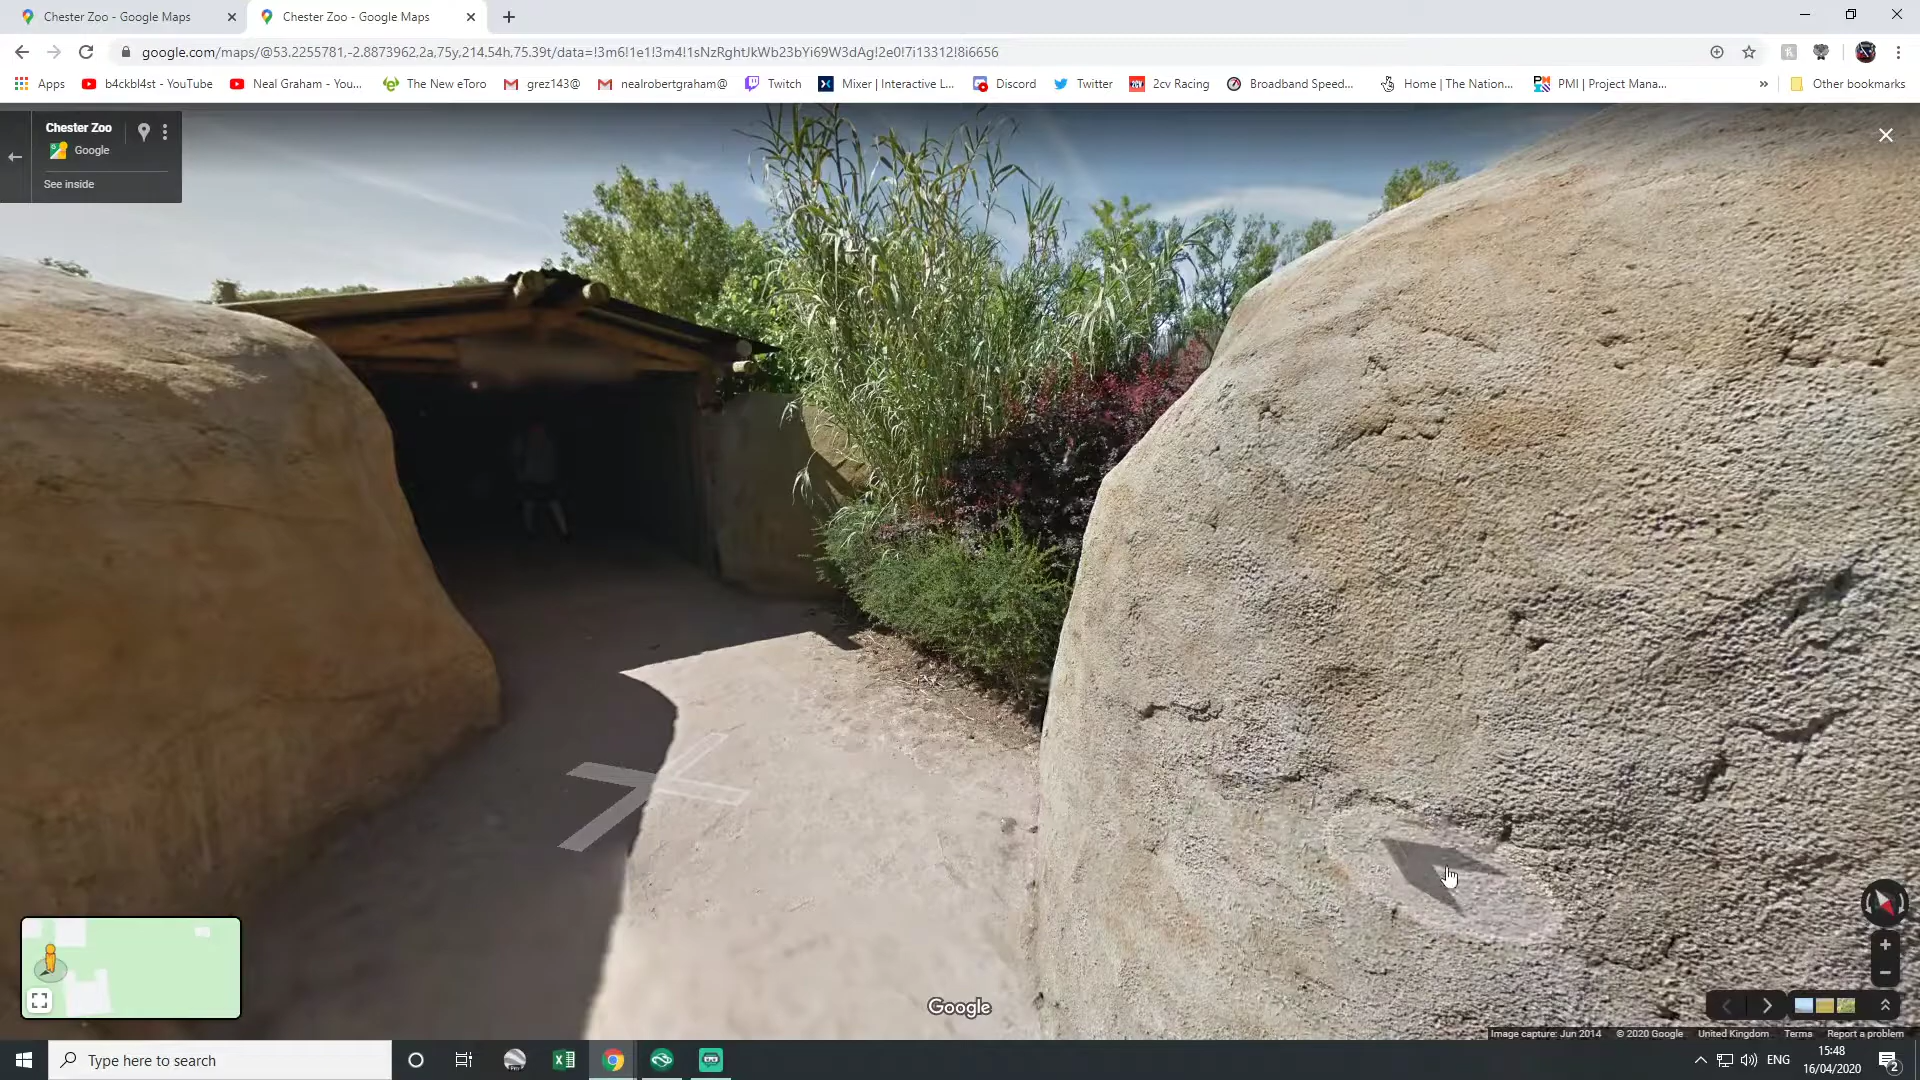 Chester Zoo - Google Maps
Chester Zoo - Google Maps
google.com/maps/@53.2255781,-2.8873962,2a,75y,214.54h,75.39t/data=!3m6!1e1!3m4!1sNzRghtJkWb23bYi69W3dAg!2e0!7i13312!8i6656
Apps
b4ckbl4st - YouTube
Neal Graham - You...
The New eToro
grez143@
nealrobertgraham@
Twitch
Mixer | Interactive L...
Discord
Twitter
2cv Racing
Broadband Speed...
Home | The Nation...
PMI | Project Mana...
»
Other bookmarks
Chester Zoo
Google
See inside
Google
Image capture: Jun 2014
© 2020 Google
United Kingdom
Terms
Report a problem
Type here to search
ENG
15:48
16/04/2020
2